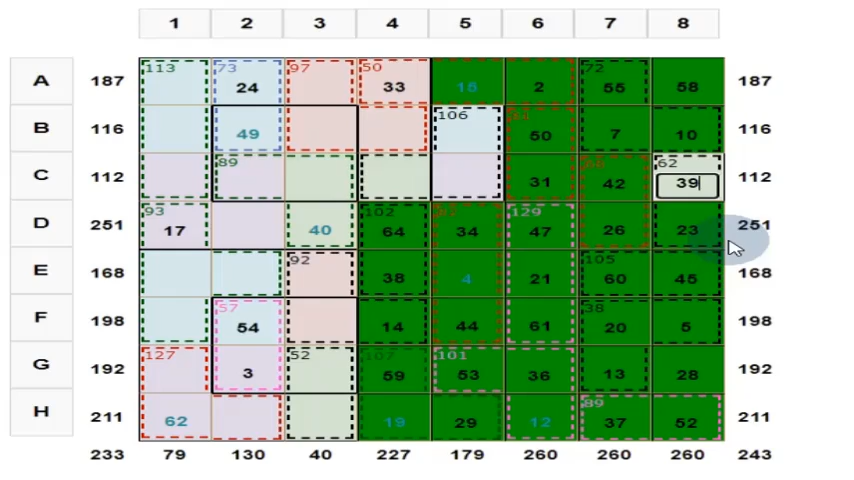 1 2 3 4 5 6 7 8
113 73 97 50 72
A 187 24 33 15 2 55 58 187
106
B 116 49 50 7 10 116
89 62
C 112 31 42 39 112
93 102 129
D 251 17 40 64 34 47 26 23 251
92 105
E 168 38 4 21 60 45 168
57 38
F 198 54 14 44 61 20 5 198
127 52 107 101
G 192 3 59 53 36 13 28 192
89
H 211 62 19 29 12 37 52 211
233 79 130 40 227 179 260 260 260 243